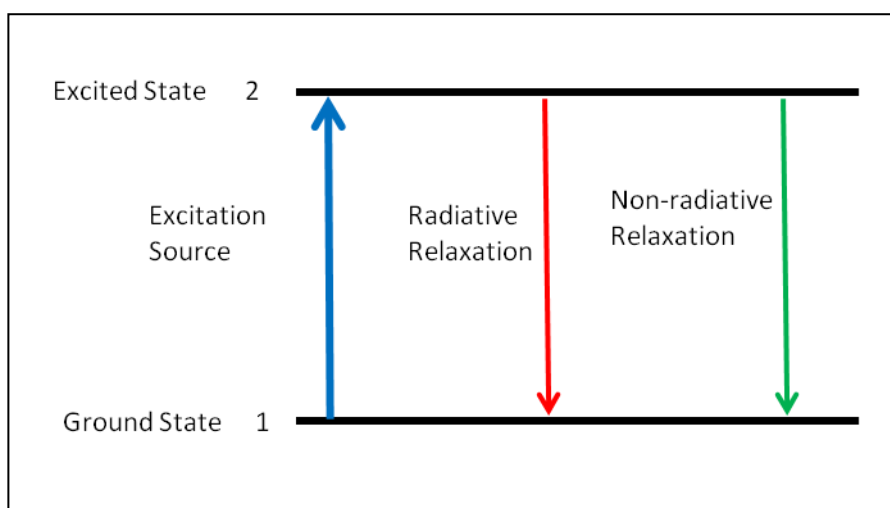 Excited State 2
Excitation
Source
Radiative
Relaxation
Non-radiative
Relaxation
Ground State 1